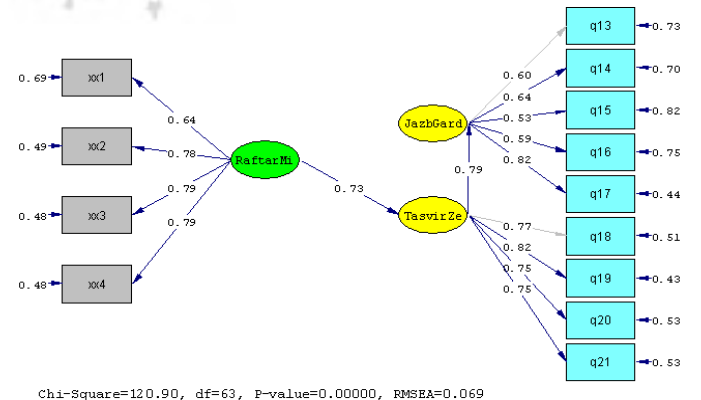 q13
0.73
0.69
xx1
0.60
q14
0.70
0.64
0.64
JazbGard
0.53
q15
0.82
0.49
xx2
0.78
0.59
q16
0.75
RaftarMi
0.82
0.79
0.79
q17
0.44
0.73
0.48
xx3
0.79
TasvirZe
0.77
q18
0.51
0.82
0.75
q19
0.43
0.48
xx4
0.75
q20
0.53
q21
0.53
Chi-Square=120.90, df=63, P-value=0.00000, RMSEA=0.069